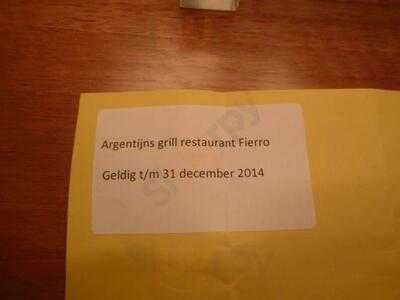 Argentijns grill restaurant Fierro
Geldig t/m 31 december 2014